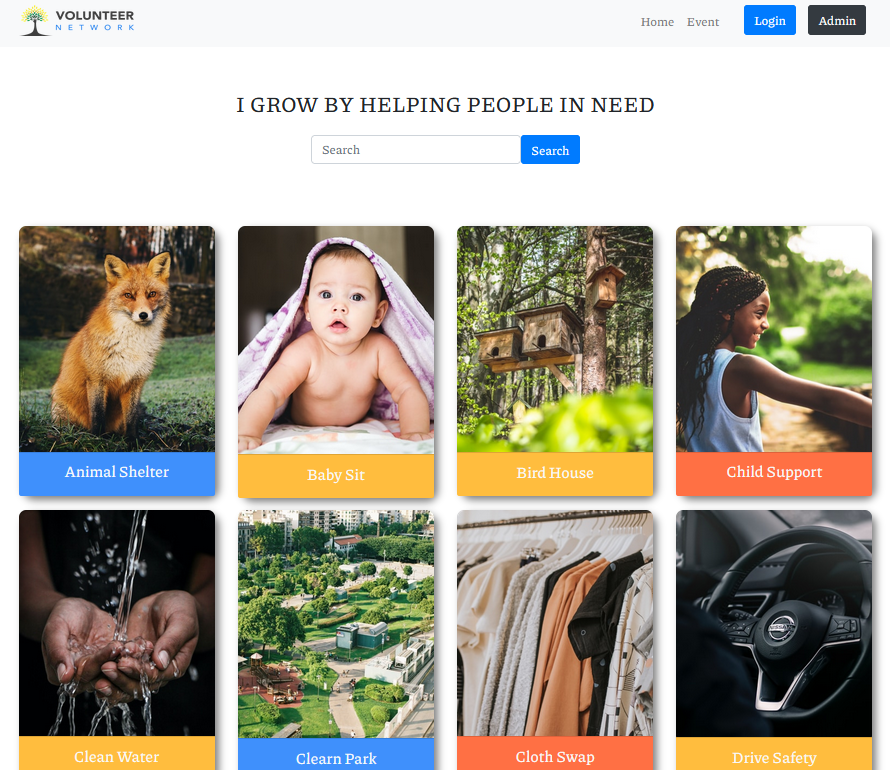 VOLUNTEER
NETWORK
Home Event Login Admin
I GROW BY HELPING PEOPLE IN NEED
Search Search
Animal Shelter
Baby Sit
Bird House
Child Support
NISSAN
Clean Water
Clearn Park
Cloth Swap
Drive Safety